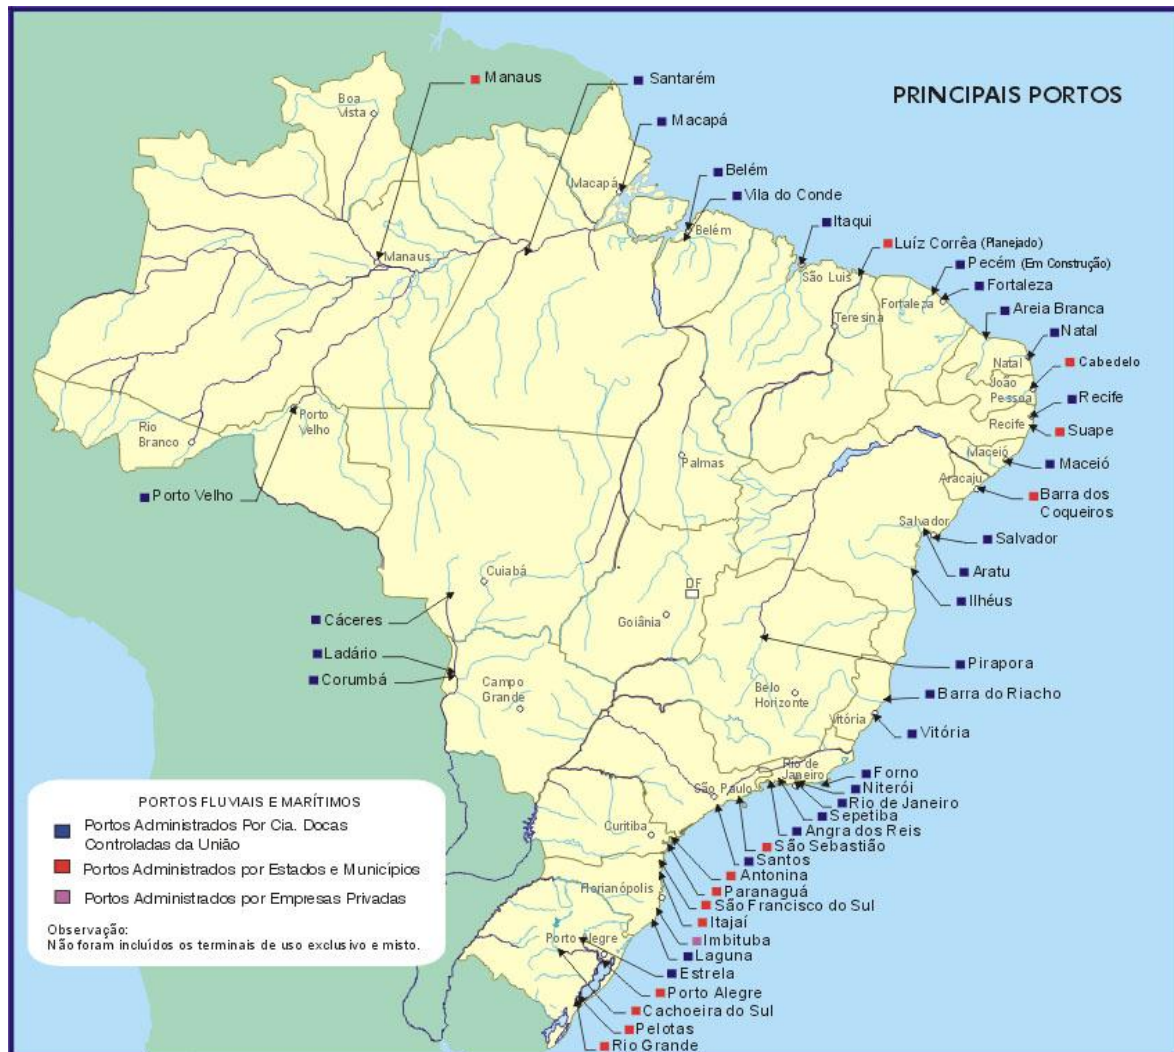 PRINCIPAIS PORTOS
Manaus
Santarém
Macapá
Belém
Vila do Conde
Itaqui
Luíz Corrêa (Planejado)
Pecém (Em Construção)
Fortaleza
Areia Branca
Natal
Cabedelo
Recife
Suape
Maceió
Barra dos
Coqueiros
Salvador
Aratu
Ilhéus
Pirapora
Barra do Riacho
Vitória
Forno
Niterói
Rio de Janeiro
Sepetiba
Angra dos Reis
São Sebastião
Santos
Antonina
Paranaguá
São Francisco do Sul
Itajaí
Imbituba
Laguna
Estrela
Porto Alegre
Cachoeira do Sul
Pelotas
Rio Grande
Porto Velho
Cáceres
Ladário
Corumbá
Boa
Vista
Macapá
Manaus
Belém
São Luis
Teresina
Fortaleza
Natal
João
Pessoa
Recife
Maceió
Aracaju
Salvador
Rio
Branco
Porto
Velho
Palmas
Cuiabá
DF
Goiânia
Campo
Grande
Belo
Horizonte
Vitória
Rio de
Janeiro
São Paulo
Curitiba
Florianópolis
Porto Alegre
PORTOS FLUVIAIS E MARÍTIMOS
Portos Administrados Por Cia. Docas
Controladas da União
Portos Administrados por Estados e Municípios
Portos Administrados por Empresas Privadas
Observação:
Não foram incluídos os terminais de uso exclusivo e misto.